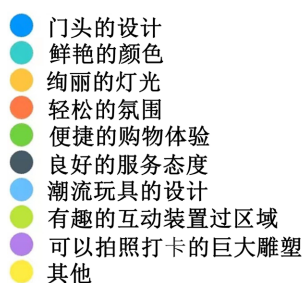 门头的设计
鲜艳的颜色
绚丽的灯光
轻松的氛围
便捷的购物体验
良好的服务态度
潮流玩具的设计
有趣的互动装置过区域
可以拍照打卡的巨大雕塑
其他